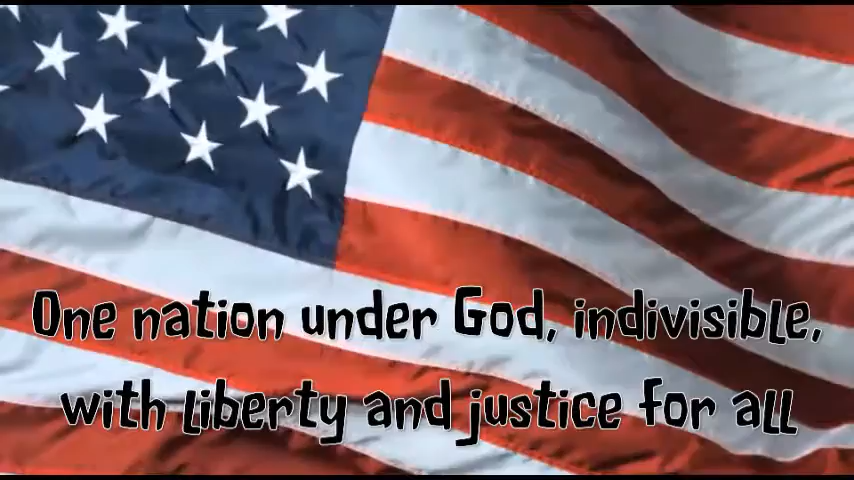 One nation under God, indivisible,
with liberty and justice for all